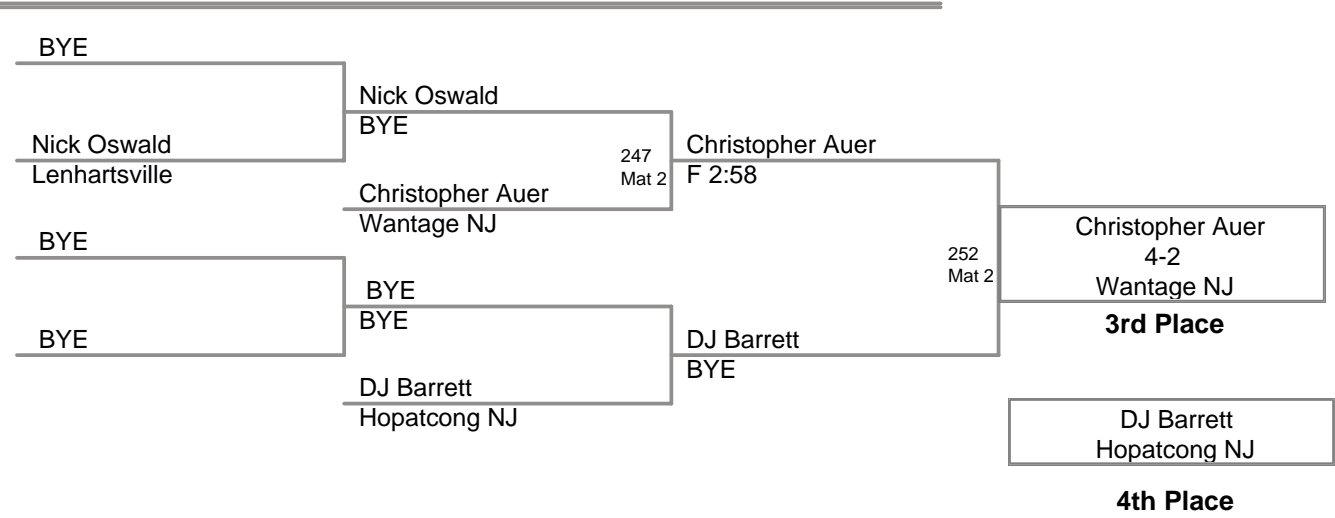 BYE
Nick Oswald
BYE
Nick Oswald
Lenhartsville
247
Mat 2
Christopher Auer
F 2:58
Christopher Auer
Wantage NJ
BYE
Christopher Auer
4-2
Wantage NJ
3rd Place
252
Mat 2
BYE
BYE
BYE
DJ Barrett
BYE
DJ Barrett
Hopatcong NJ
DJ Barrett
Hopatcong NJ
4th Place